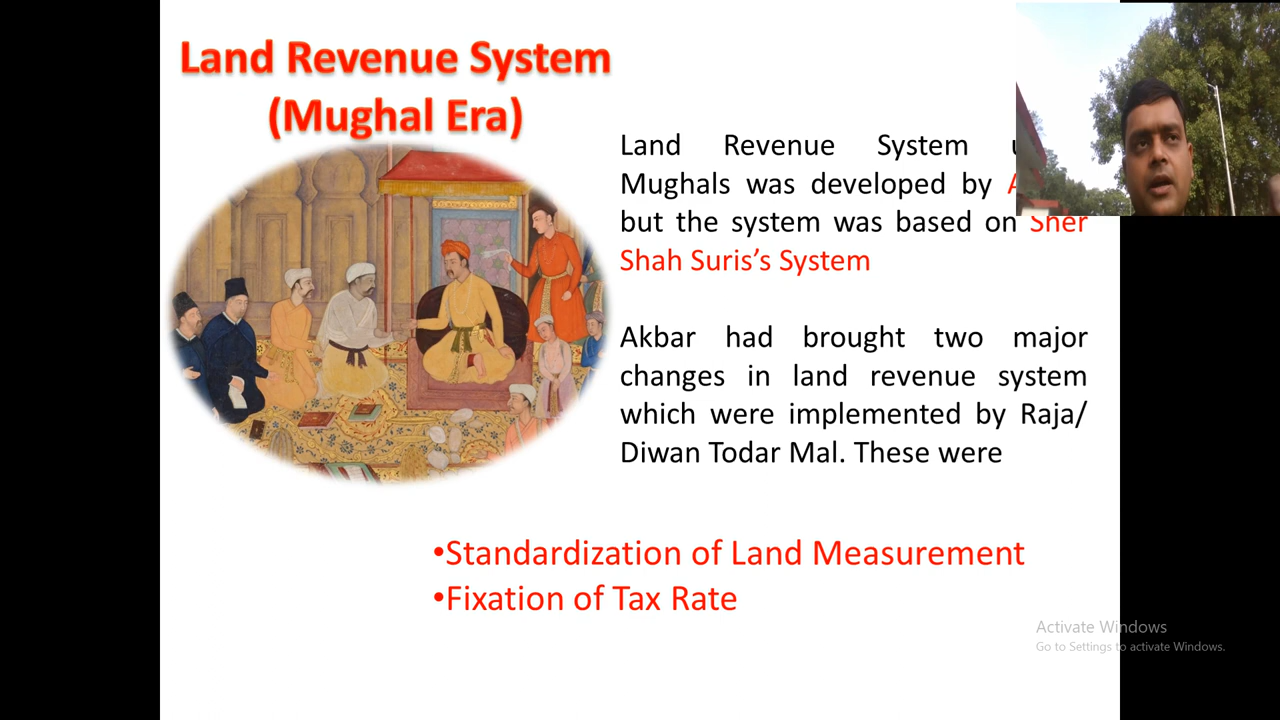 Land Revenue System
(Mughal Era)
Land Revenue System
Mughals was developed by
but the system was based on Sher
Shah Suris’s System
Akbar had brought two major
changes in land revenue system
which were implemented by Raja/
Diwan Todar Mal. These were
•Standardization of Land Measurement
•Fixation of Tax Rate
Activate Windows
Go to Settings to activate Windows.